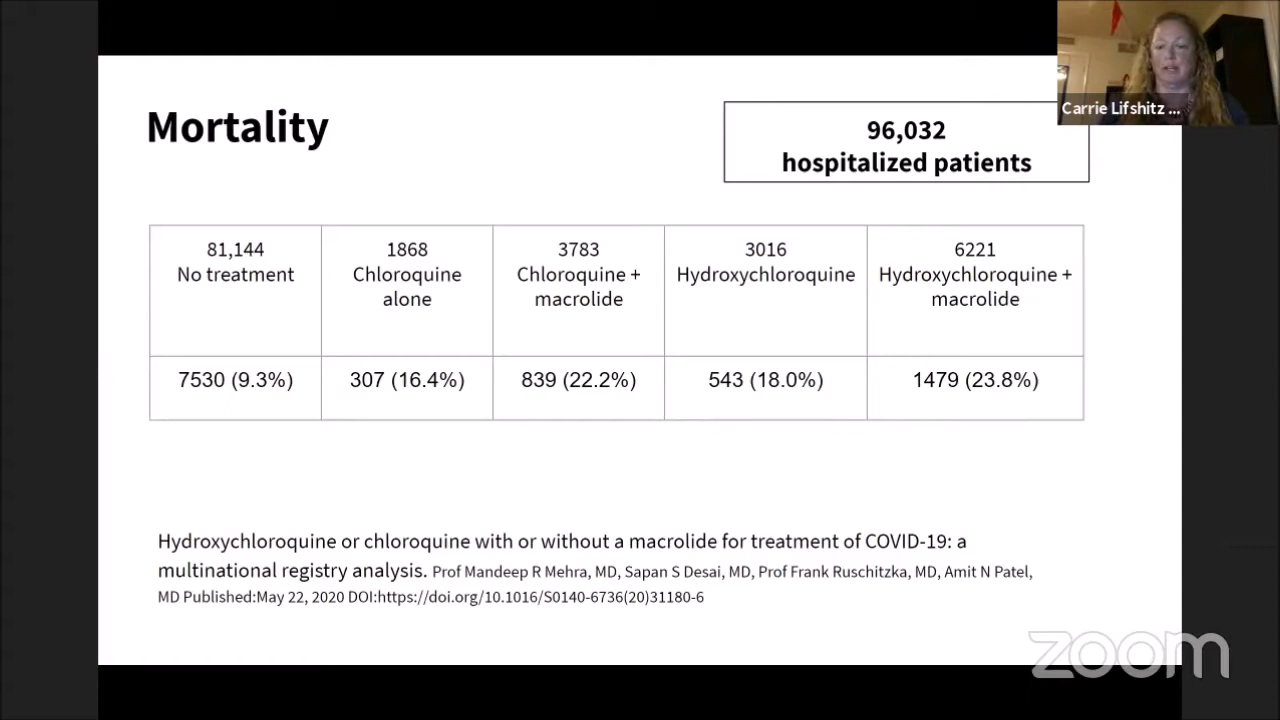 Mortality
96,032
hospitalized patients
Carrie Lifshitz ...
81,144
No treatment
1868
Chloroquine
alone
3783
Chloroquine +
macrolide
3016
Hydroxychloroquine
6221
Hydroxychloroquine +
macrolide
7530 (9.3%)
307 (16.4%)
839 (22.2%)
543 (18.0%)
1479 (23.8%)
Hydroxychloroquine or chloroquine with or without a macrolide for treatment of COVID-19: a
multinational registry analysis. Prof Mandeep R Mehra, MD, Sapan S Desai, MD, Prof Frank Ruschitzka, MD, Amit N Patel,
MD Published:May 22, 2020 DOI:https://doi.org/10.1016/S0140-6736(20)31180-6
zoom